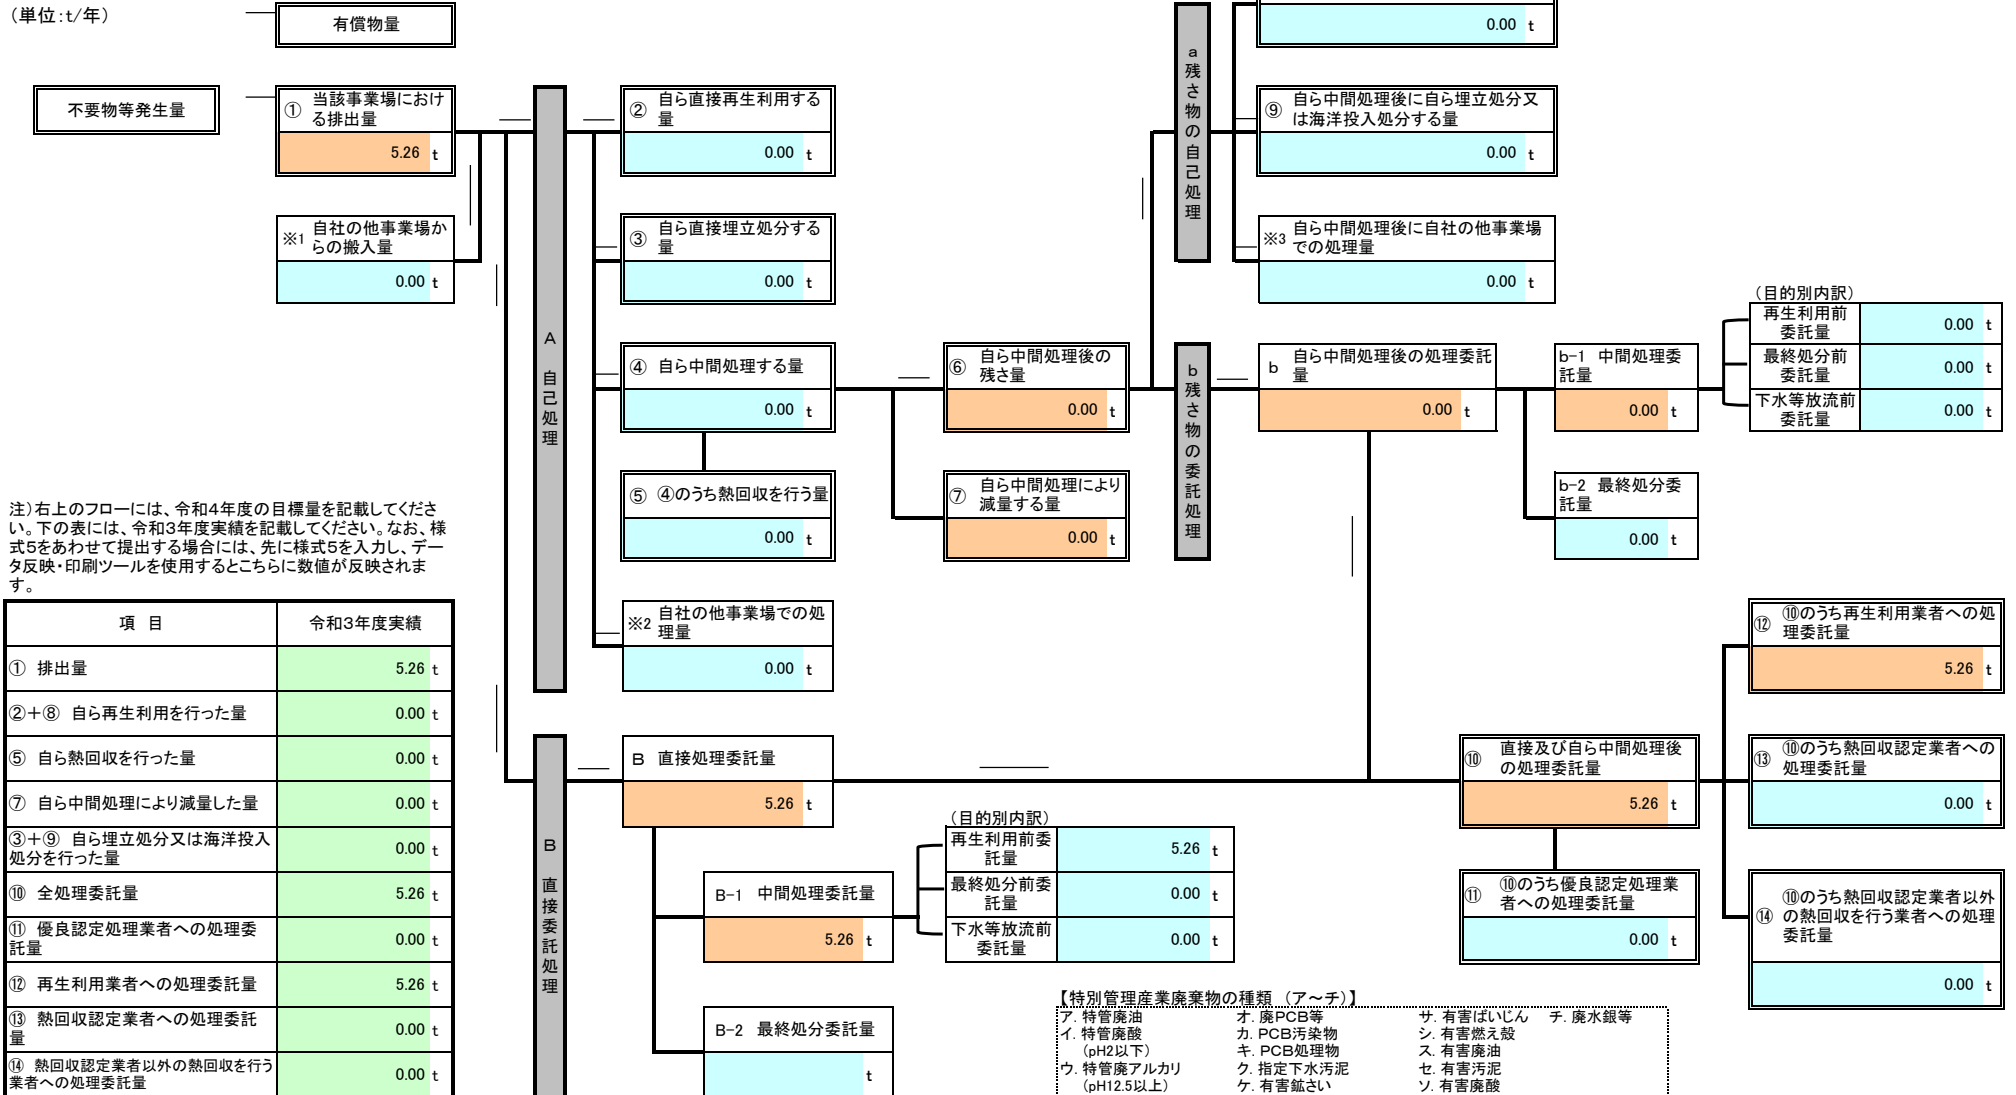 （単位:t/年）
有償物量
0.00 t
不要物等発生量
① 当該事業場におけ
る排出量
5.26 t
② 自ら直接再生利用する
量
0.00 t
a
残
さ
物
の
自
己
処
理
⑨ 自ら中間処理後に自ら埋立処分又
は海洋投入処分する量
0.00 t
※1 自社の他事業場か
らの搬入量
0.00 t
③ 自ら直接埋立処分する
量
0.00 t
※3 自ら中間処理後に自社の他事業場
での処理量
0.00 t
A
自
己
処
理
④ 自ら中間処理する量
0.00 t
⑥ 自ら中間処理後の
残さ量
0.00 t
b
残
さ
物
の
委
託
処
理
b 自ら中間処理後の処理委託
量
0.00 t
b-1 中間処理委
託量
0.00 t
（目的別内訳）
再生利用前
委託量
0.00 t
最終処分前
委託量
0.00 t
下水等放流前
委託量
0.00 t
⑤ ④のうち熱回収を行う量
0.00 t
⑦ 自ら中間処理により
減量する量
0.00 t
b-2 最終処分委
託量
0.00 t
注）右上のフローには、令和4年度の目標量を記載してくださ
い。下の表には、令和3年度実績を記載してください。なお、様
式5をあわせて提出する場合には、先に様式5を入力し、デー
タ反映・印刷ツールを使用するとこちらに数値が反映されま
す。
※2 自社の他事業場での処
理量
0.00 t
項 目 令和3年度実績
① 排出量 5.26 t
②＋⑧ 自ら再生利用を行った量 0.00 t
⑤ 自ら熱回収を行った量 0.00 t
⑦ 自ら中間処理により減量した量 0.00 t
③＋⑨ 自ら埋立処分又は海洋投入
処分を行った量 0.00 t
⑩ 全処理委託量 5.26 t
⑪ 優良認定処理業者への処理委
託量 0.00 t
⑫ 再生利用業者への処理委託量 5.26 t
⑬ 熱回収認定業者への処理委託
量 0.00 t
⑭ 熱回収認定業者以外の熱回収を行う
業者への処理委託量 0.00 t
B
直
接
委
託
処
理
B 直接処理委託量
5.26 t
B-1 中間処理委託量
5.26 t
（目的別内訳）
再生利用前委
託量
5.26 t
最終処分前委
託量
0.00 t
下水等放流前
委託量
0.00 t
B-2 最終処分委託量
t
⑩ 直接及び自ら中間処理後
の処理委託量
5.26 t
⑪ ⑩のうち優良認定処理業
者への処理委託量
0.00 t
⑫ ⑩のうち再生利用業者への処
理委託量
5.26 t
⑬ ⑩のうち熱回収認定業者への
処理委託量
0.00 t
⑭ ⑩のうち熱回収認定業者以外
の熱回収を行う業者への処理
委託量
0.00 t
【特別管理産業廃棄物の種類 （ア～チ）】
ア. 特管廃油 オ. 廃PCB等 サ. 有害ばいじん チ. 廃水銀等
イ. 特管廃酸 カ. PCB汚染物 シ. 有害燃え殻
（pH2以下） キ. PCB処理物 ス. 有害廃油
ウ. 特管廃アルカリ ク. 指定下水汚泥 セ. 有害汚泥
（pH12.5以上） ケ. 有害鉱さい ソ. 有害廃酸